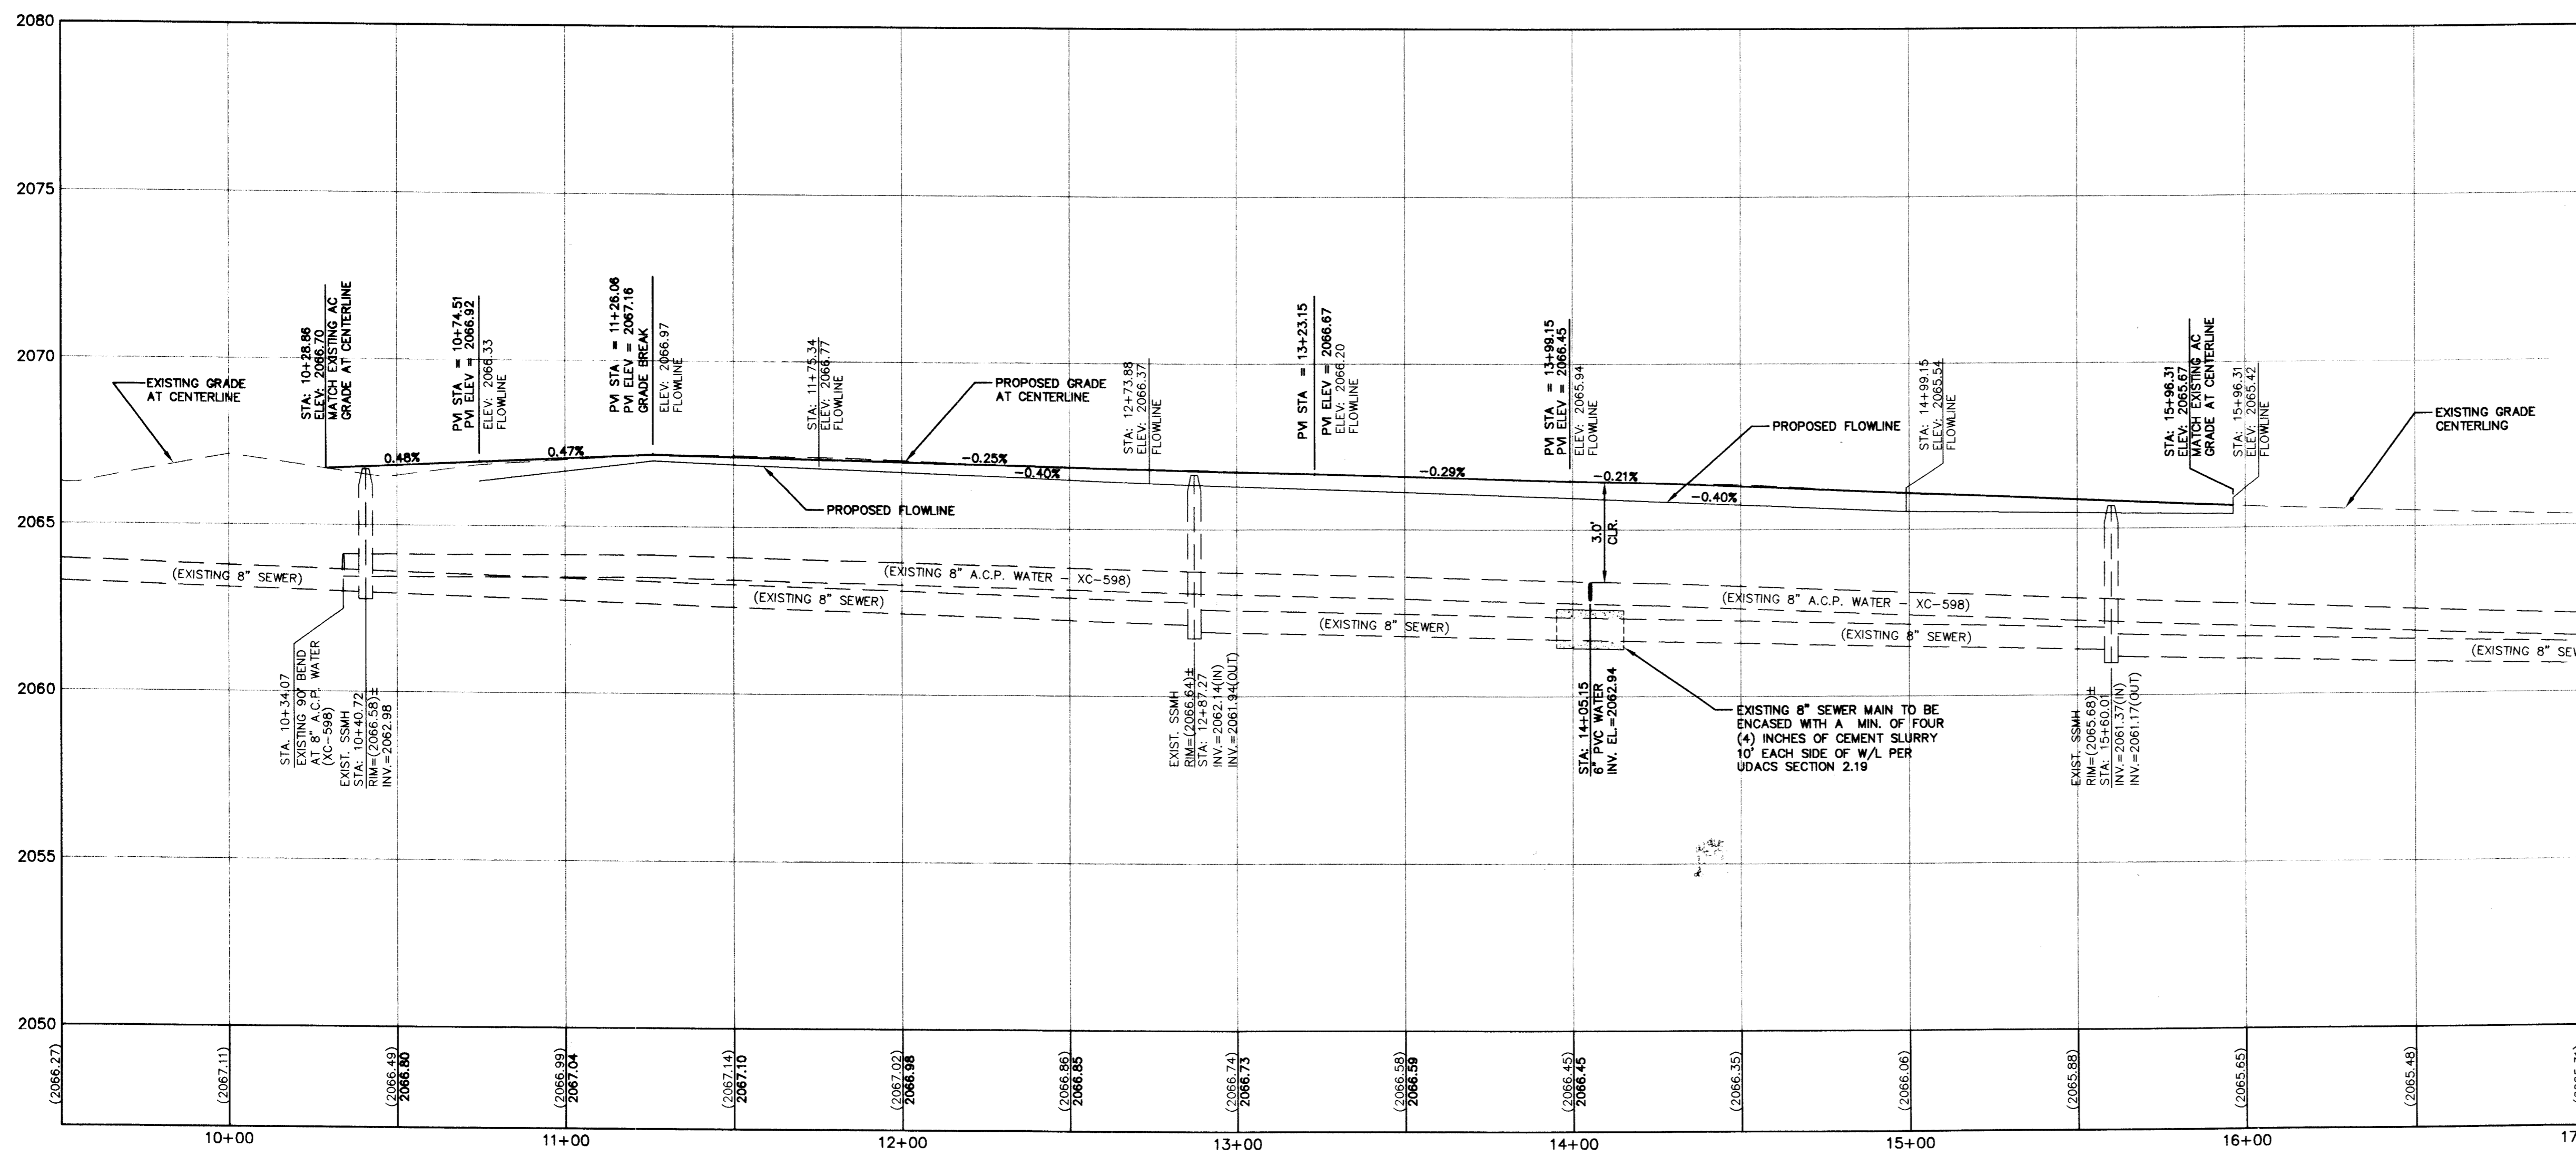 2080
2075
2070
2065
2060
2055
2050
EXISTING GRADE
AT CENTERLINE
STA: 10+28.86
ELEV: 2066.70
MATCH EXISTING AC
GRADE AT CENTERLINE
PVI STA = 10+74.51
PVI ELEV = 2066.92
ELEV: 2066.33
FLOWLINE
PVI STA = 11+26.06
PVI ELEV = 2067.16
GRADE BREAK
ELEV: 2066.97
FLOWLINE
STA: 11+75.34
ELEV: 2066.77
FLOWLINE
PROPOSED GRADE
AT CENTERLINE
STA: 12+73.88
ELEV: 2066.37
FLOWLINE
PVI STA = 13+23.15
PVI ELEV = 2066.67
ELEV: 2066.20
FLOWLINE
PVI STA = 13+99.15
PVI ELEV = 2066.45
ELEV: 2065.94
FLOWLINE
PROPOSED FLOWLINE
STA: 14+99.15
ELEV: 2065.54
FLOWLINE
STA: 15+96.31
ELEV: 2065.67
MATCH EXISTING AC
GRADE AT CENTERLINE
STA: 15+96.31
ELEV: 2065.42
FLOWLINE
EXISTING GRADE
CENTERLING
0.48%
0.47%
-0.25%
-0.40%
-0.29%
-0.21%
-0.40%
PROPOSED FLOWLINE
3.0'
CLR.
(EXISTING 8" SEWER)
(EXISTING 8" A.C.P. WATER - XC-598)
(EXISTING 8" SEWER)
(EXISTING 8" SEWER)
(EXISTING 8" A.C.P. WATER - XC-598)
(EXISTING 8" SEWER)
(EXISTING 8" SEW
STA. 10+34.07
EXISTING 90° BEND
AT 8" A.C.P. WATER
(XC-598)
EXIST. SSMH
STA: 10+40.72
RIM=(2066.58)±
INV.=2062.98
EXIST. SSMH
RIM=(2066.64)±
STA: 12+87.27
INV.=2062.14(IN)
INV.=2061.94(OUT)
STA: 14+05.15
6" PVC WATER
INV. EL.=2062.94
EXISTING 8" SEWER MAIN TO BE
ENCASED WITH A MIN. OF FOUR
(4) INCHES OF CEMENT SLURRY
10' EACH SIDE OF W/L PER
UDACS SECTION 2.19
EXIST. SSMH
RIM=(2065.68)±
STA: 15+60.01
INV.=2061.37(IN)
INV.=2061.17(OUT)
(2066.27)
(2067.11)
(2066.49)
2066.80
(2066.99)
2067.04
(2067.14)
2067.10
(2067.02)
2066.98
(2066.86)
2066.85
(2066.74)
2066.73
(2066.58)
2066.59
(2066.45)
2066.45
(2066.35)
(2066.06)
(2065.88)
(2065.65)
(2065.48)
10+00
11+00
12+00
13+00
14+00
15+00
16+00
17